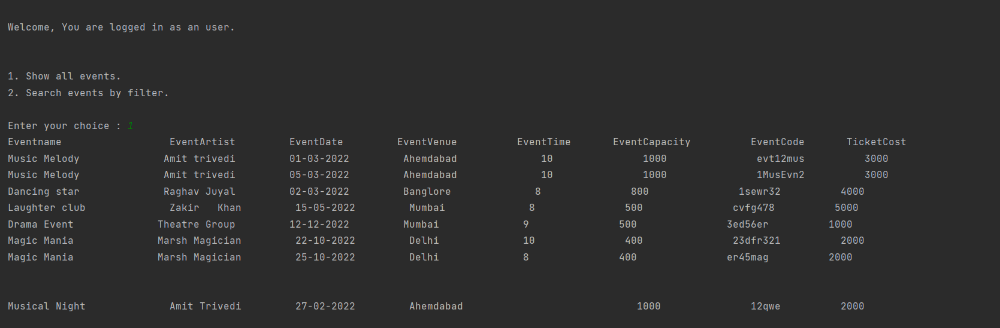 Welcome, You are logged in as an user.
1. Show all events.
2. Search events by filter.
Enter your choice : 1
Eventname EventArtist EventDate EventVenue EventTime EventCapacity EventCode TicketCost
Music Melody Amit trivedi 01-03-2022 Ahemdabad 10 1000 evt12mus 3000
Music Melody Amit trivedi 05-03-2022 Ahemdabad 10 1000 1MusEvn2 3000
Dancing star Raghav Juyal 02-03-2022 Banglore 8 800 1sewr32 4000
Laughter club Zakir Khan 15-05-2022 Mumbai 8 500 cvfg478 5000
Drama Event Theatre Group 12-12-2022 Mumbai 9 500 3ed56er 1000
Magic Mania Marsh Magician 22-10-2022 Delhi 10 400 23dfr321 2000
Magic Mania Marsh Magician 25-10-2022 Delhi 8 400 er45mag 2000
Musical Night Amit Trivedi 27-02-2022 Ahemdabad 1000 12qwe 2000